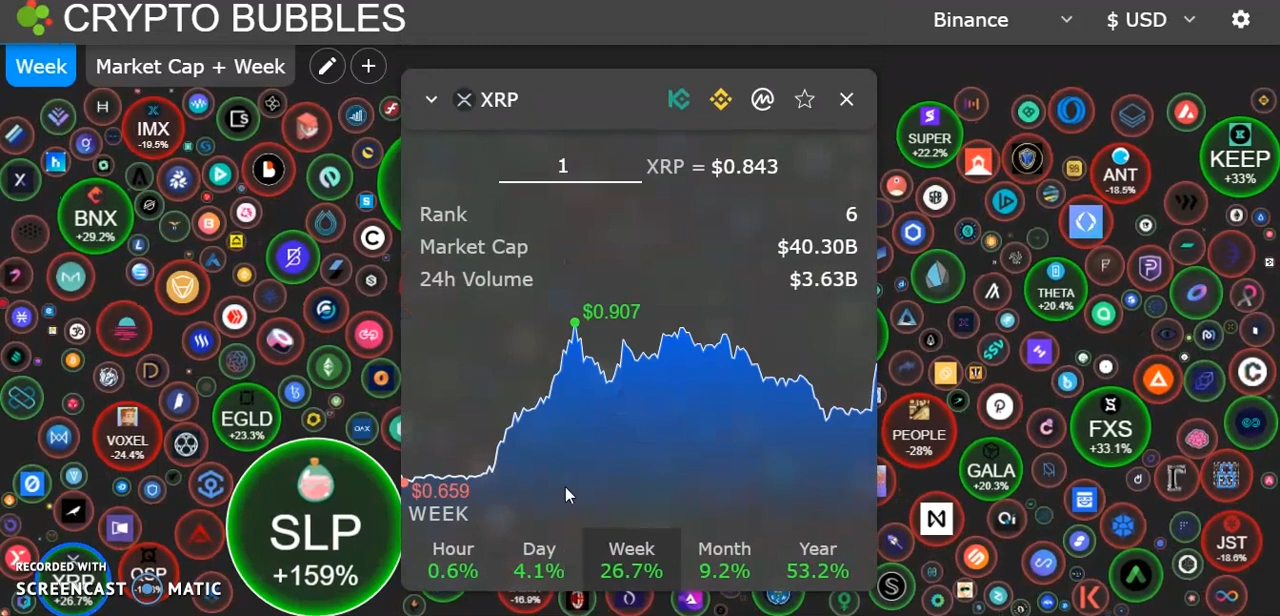 CRYPTO BUBBLES
Binance
$ USD
Week
Market Cap + Week
XRP
1 XRP = $0.843
Rank 6
Market Cap $40.30B
24h Volume $3.63B
$0.907
$0.659
WEEK
Hour Day Week Month Year
0.6% 4.1% 26.7% 9.2% 53.2%
IMX
-19.5%
BNX
+29.2%
EGLD
+23.3%
VOXEL
-24.4%
SLP
+159%
XRP
+26.7%
QSP
OAX
-16.9%
SUPER
+22.2%
KEEP
+33%
ANT
-18.5%
THETA
+20.4%
PEOPLE
-28%
FXS
+33.1%
GALA
+20.3%
JST
-18.6%
SSV
Qi
RECORDED WITH
SCREENCAST MATIC